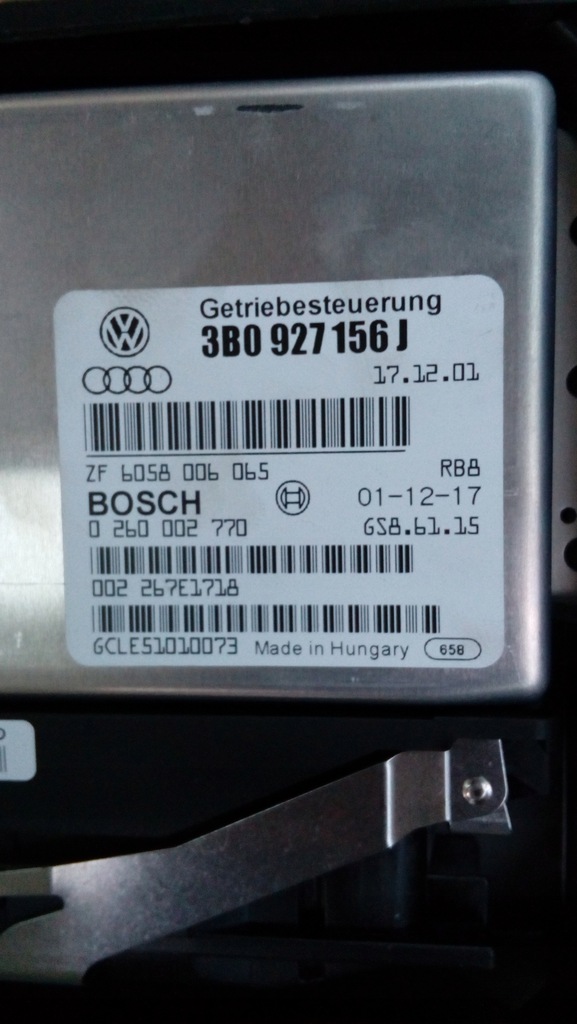 Getriebesteuerung
3B0 927 156 J
17.12.01
ZF 6058 006 065 RB8
BOSCH 01-12-17
0 260 002 770 GS8.61.15
002 267E1718
GCLE51010073 Made in Hungary 658